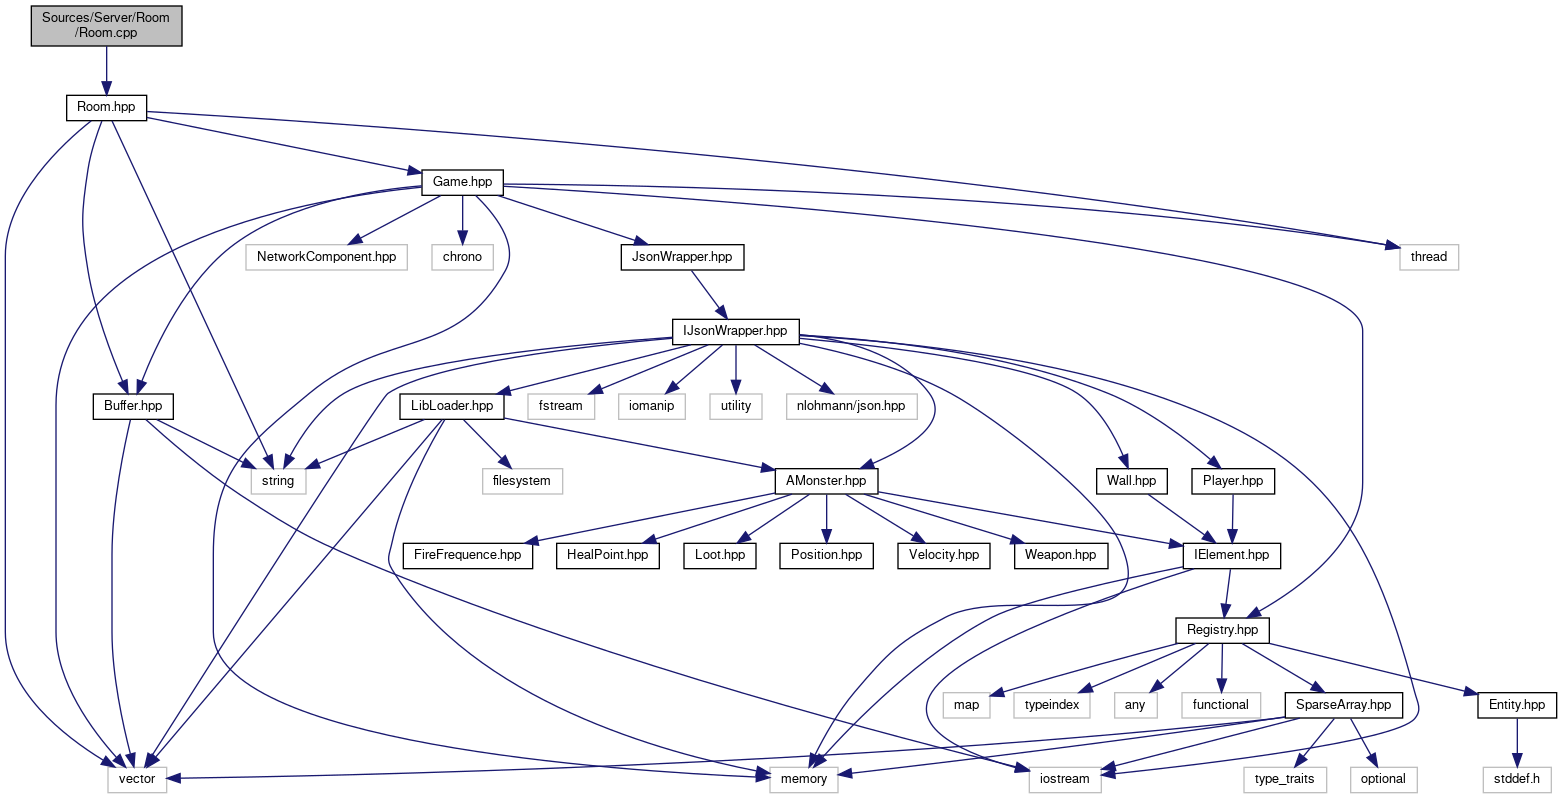 Sources/Server/Room
/Room.cpp
Room.hpp
Game.hpp
NetworkComponent.hpp
chrono
JsonWrapper.hpp
thread
IJsonWrapper.hpp
Buffer.hpp
LibLoader.hpp
fstream
iomanip
utility
nlohmann/json.hpp
string
filesystem
AMonster.hpp
Wall.hpp
Player.hpp
FireFrequence.hpp
HealPoint.hpp
Loot.hpp
Position.hpp
Velocity.hpp
Weapon.hpp
IElement.hpp
Registry.hpp
map
typeindex
any
functional
SparseArray.hpp
Entity.hpp
vector
memory
iostream
type_traits
optional
stddef.h